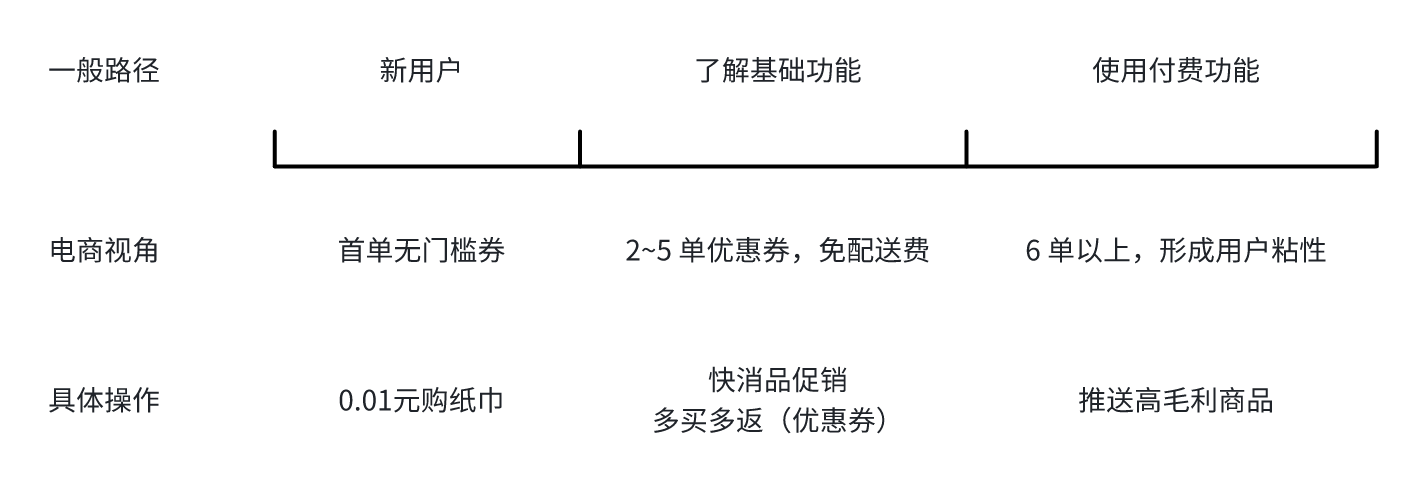 一般路径 新用户 了解基础功能 使用付费功能
电商视角 首单无门槛券 2~5 单优惠券，免配送费 6 单以上，形成用户粘性
具体操作 0.01元购纸巾 快消品促销 推送高毛利商品
多买多返（优惠券）